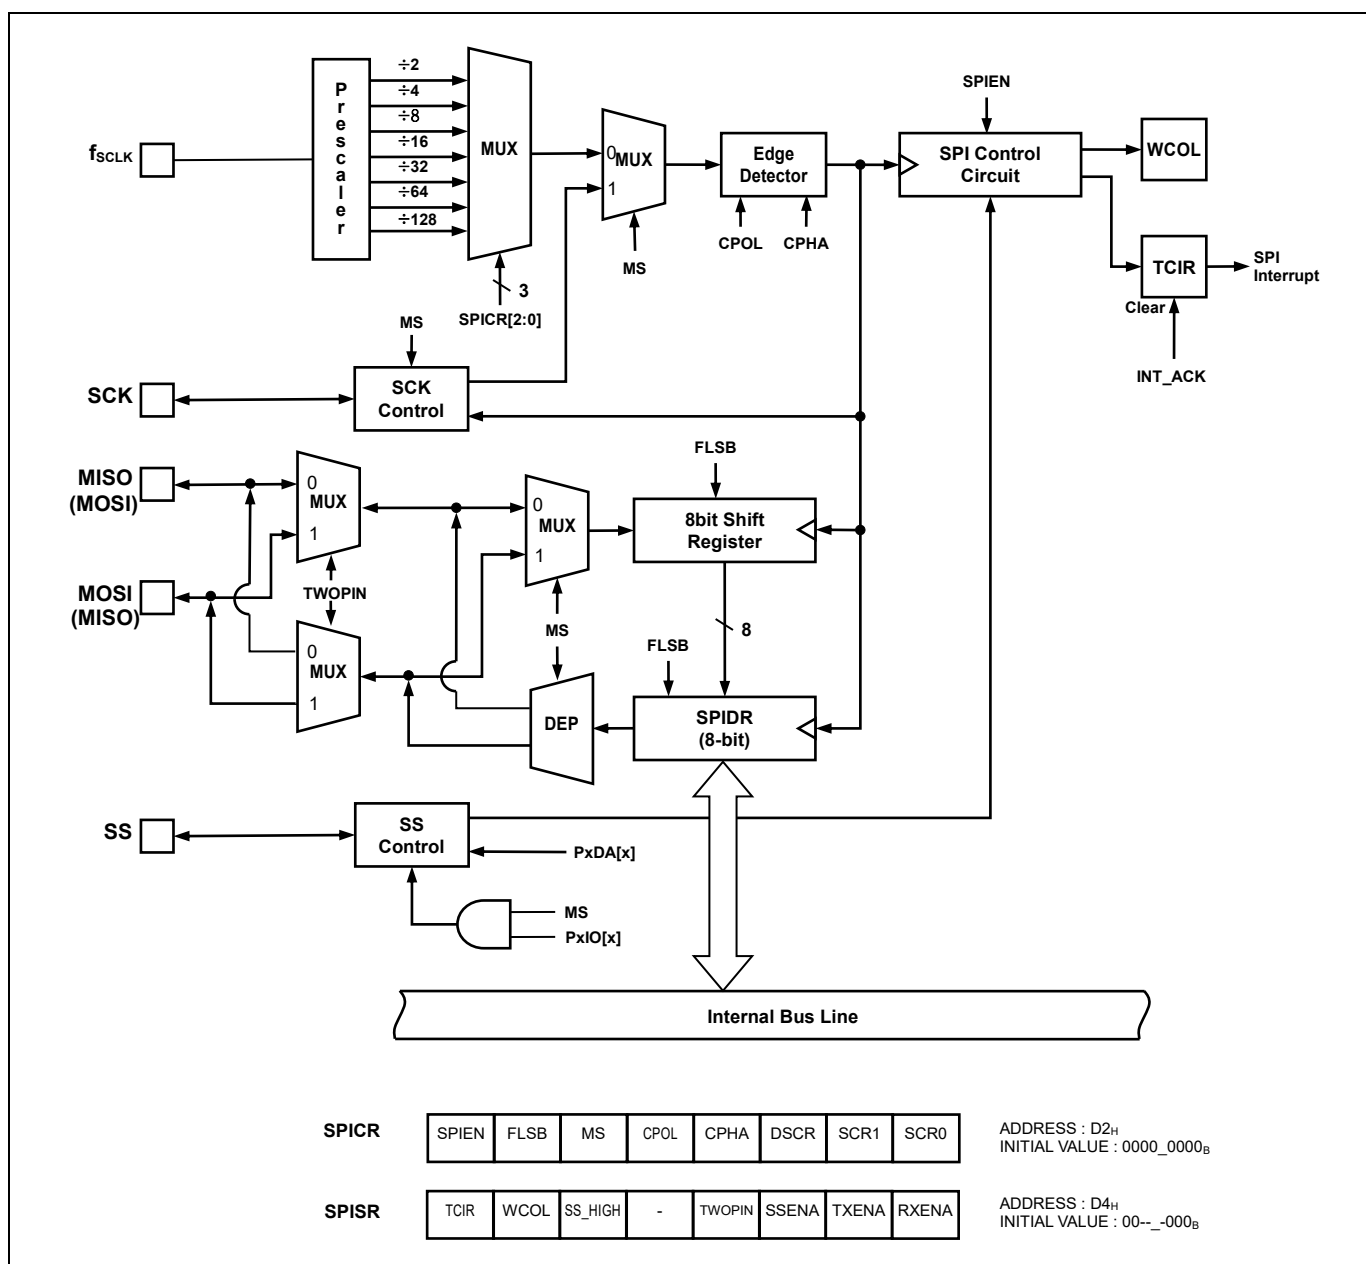 ÷2
÷4
÷8
÷16
÷32
÷64
÷128
Prescaler
fSCLK
MUX
3
SPICR[2:0]
0
MUX
1
MS
Edge
Detector
CPOL
CPHA
SPIEN
SPI Control
Circuit
WCOL
TCIR
SPI
Interrupt
Clear
INT_ACK
MS
SCK
SCK
Control
MISO
(MOSI)
0
MUX
1
0
MUX
1
FLSB
8bit Shift
Register
MOSI
(MISO)
TWOPIN
0
MUX
1
MS
8
FLSB
DEP
SPIDR
(8-bit)
SS
SS
Control
PxDA[x]
MS
PxIO[x]
Internal Bus Line
SPICR SPIEN FLSB MS CPOL CPHA DSCR SCR1 SCR0
ADDRESS : D2H
INITIAL VALUE : 0000_0000B
SPISR TCIR WCOL SS_HIGH - TWOPIN SSENA TXENA RXENA
ADDRESS : D4H
INITIAL VALUE : 00--_-000B